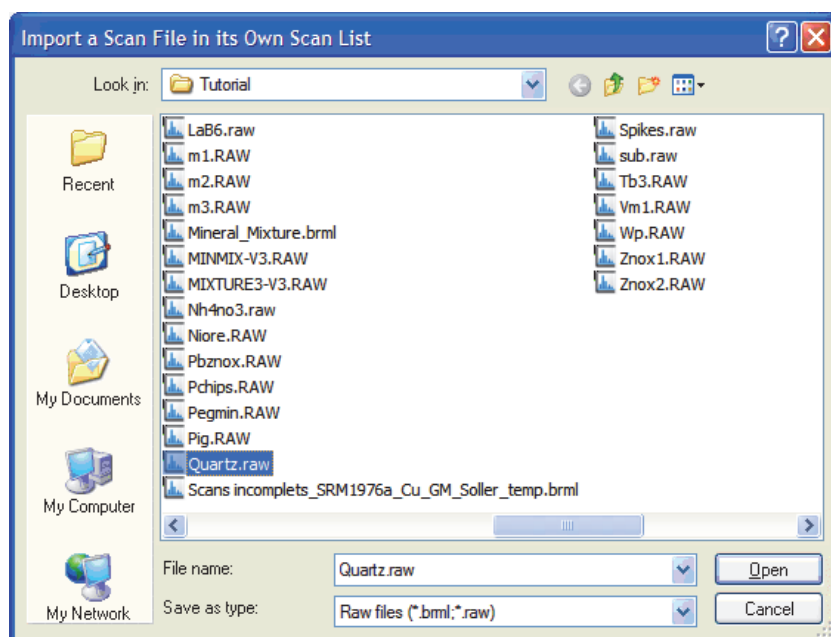 Import a Scan File in its Own Scan List
Look in: Tutorial
Recent
Desktop
My Documents
My Computer
My Network
LaB6.raw
m1.RAW
m2.RAW
m3.RAW
Mineral_Mixture.brml
MINMIX-V3.RAW
MIXTURE3-V3.RAW
Nh4no3.raw
Niore.RAW
Pbznox.RAW
Pchips.RAW
Pegmin.RAW
Pig.RAW
Quartz.raw
Scans incomplets_SRM1976a_Cu_GM_Soller_temp.brml
Spikes.raw
sub.raw
Tb3.RAW
Vm1.RAW
Wp.RAW
Znox1.RAW
Znox2.RAW
File name: Quartz.raw Open
Save as type: Raw files (*.brml;*.raw) Cancel